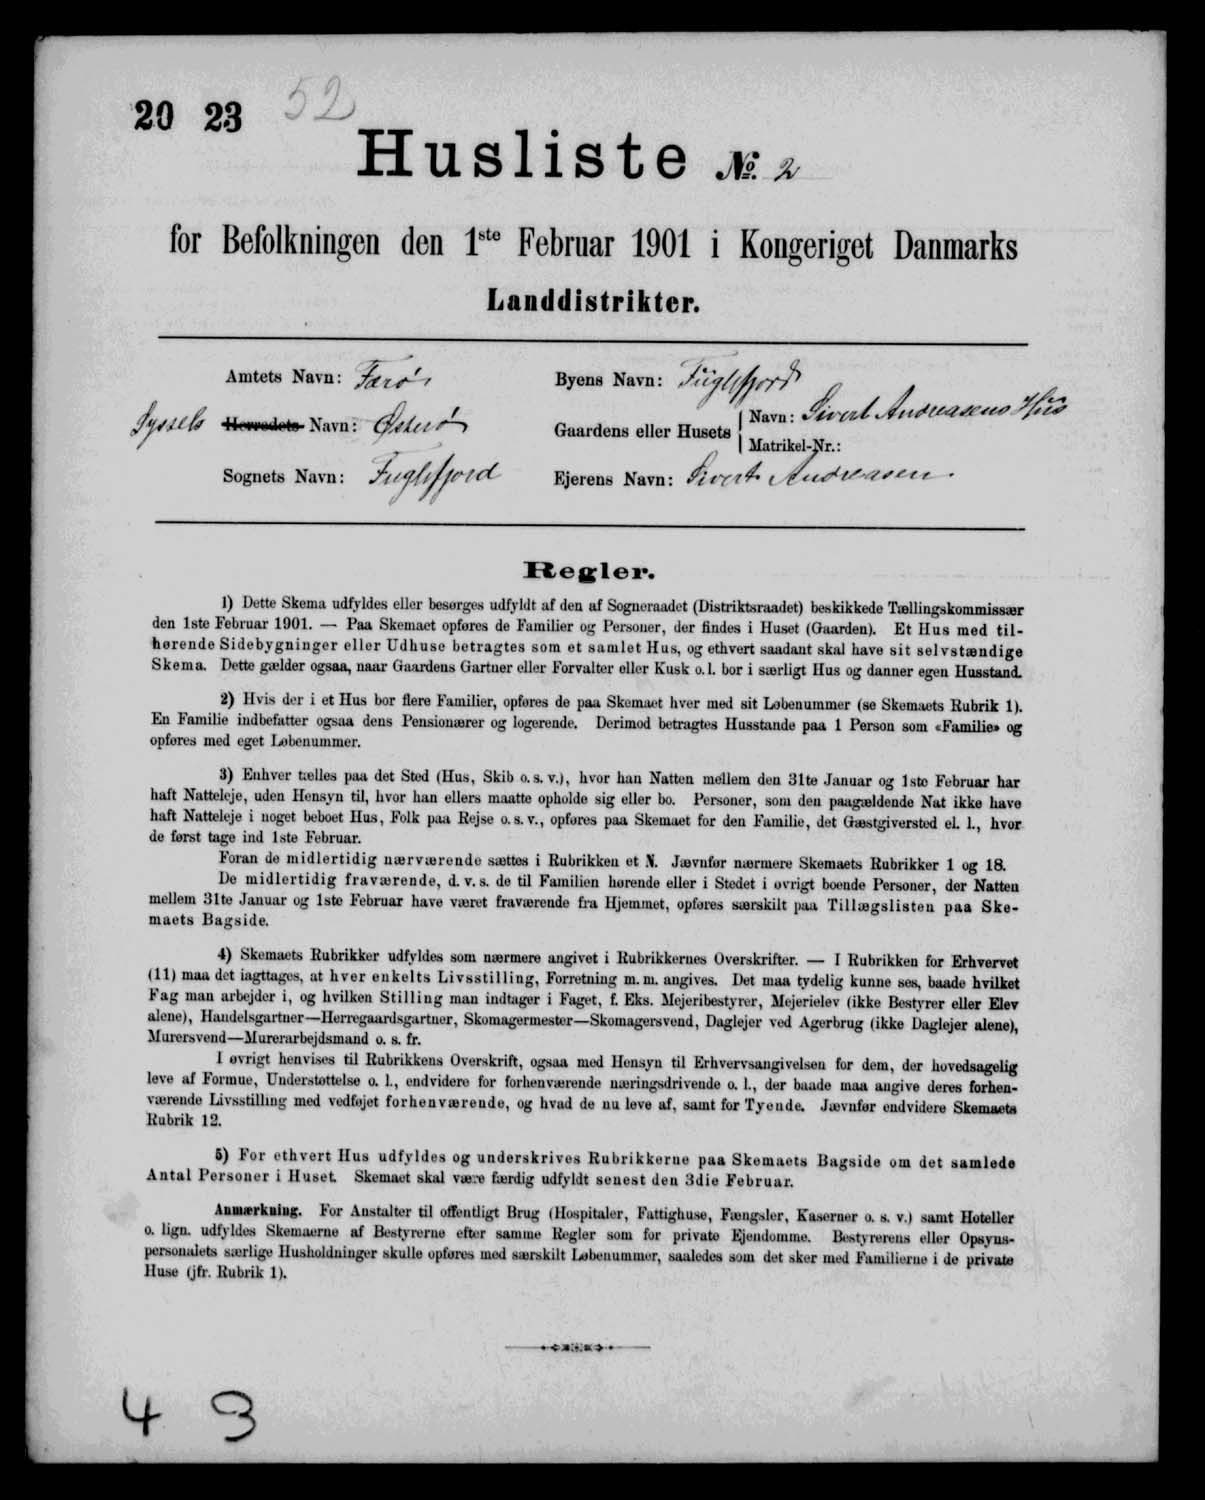 20 23 52
Husliste №. 2
for Befolkningen den 1ste Februar 1901 i Kongeriget Danmarks
Landdistrikter.
Amtets Navn: Færø
Byens Navn: Fuglefjord
Syssels Herredets Navn: Østerø
Gaardens eller Husets
Navn: Sivert Andreasens Hus
Matrikel-Nr.:
Sognets Navn: Fuglefjord
Ejerens Navn: Sivert Andreasen.
Regler.
1) Dette Skema udfyldes eller besørges udfyldt af den af Sogneraadet (Distriktsraadet) beskikkede Tællingskommissær
den 1ste Februar 1901. — Paa Skemaet opføres de Familier og Personer, der findes i Huset (Gaarden). Et Hus med til-
hørende Sidebygninger eller Udhuse betragtes som et samlet Hus, og ethvert saadant skal have sit selvstændige
Skema. Dette gælder ogsaa, naar Gaardens Gartner eller Forvalter eller Kusk o. l. bor i særligt Hus og danner egen Husstand.
2) Hvis der i et Hus bor flere Familier, opføres de paa Skemaet hver med sit Løbenummer (se Skemaets Rubrik 1).
En Familie indbefatter ogsaa dens Pensionærer og logerende. Derimod betragtes Husstande paa 1 Person som «Familie» og
opføres med eget Løbenummer.
3) Enhver tælles paa det Sted (Hus, Skib o. s. v.), hvor han Natten mellem den 31te Januar og 1ste Februar har
haft Natteleje, uden Hensyn til, hvor han ellers maatte opholde sig eller bo. Personer, som den paagældende Nat ikke have
haft Natteleje i noget beboet Hus, Folk paa Rejse o. s. v., opføres paa Skemaet for den Familie, det Gæstgiversted el. l., hvor
de først tage ind 1ste Februar.
Foran de midlertidig nærværende sættes i Rubrikken et N. Jævnfør nærmere Skemaets Rubrikker 1 og 18.
De midlertidig fraværende, d. v. s. de til Familien hørende eller i Stedet i øvrigt boende Personer, der Natten
mellem 31te Januar og 1ste Februar have været fraværende fra Hjemmet, opføres særskilt paa Tillægslisten paa Ske-
maets Bagside.
4) Skemaets Rubrikker udfyldes som nærmere angivet i Rubrikkernes Overskrifter. — I Rubrikken for Erhvervet
(11) maa det iagttages, at hver enkelts Livsstilling, Forretning m. m. angives. Det maa tydelig kunne ses, baade hvilket
Fag man arbejder i, og hvilken Stilling man indtager i Faget, f. Eks. Mejeribestyrer, Mejerielev (ikke Bestyrer eller Elev
alene), Handelsgartner—Herregaardsgartner, Skomagermester—Skomagersvend, Daglejer ved Agerbrug (ikke Daglejer alene),
Murersvend—Murerarbejdsmand o. s. fr.
I øvrigt henvises til Rubrikkens Overskrift, ogsaa med Hensyn til Erhvervsangivelsen for dem, der hovedsagelig
leve af Formue, Understøttelse o. l., endvidere for forhenværende næringsdrivende o. l., der baade maa angive deres forhen-
værende Livsstilling med vedføjet forhenværende, og hvad de nu leve af, samt for Tyende. Jævnfør endvidere Skemaets
Rubrik 12.
5) For ethvert Hus udfyldes og underskrives Rubrikkerne paa Skemaets Bagside om det samlede
Antal Personer i Huset. Skemaet skal være færdig udfyldt senest den 3die Februar.
Anmærkning. For Anstalter til offentligt Brug (Hospitaler, Fattighuse, Fængsler, Kaserner o. s. v.) samt Hoteller
o. lign. udfyldes Skemaerne af Bestyrerne efter samme Regler som for private Ejendomme. Bestyrerens eller Opsyns-
personalets særlige Husholdninger skulle opføres med særskilt Løbenummer, saaledes som det sker med Familierne i de private
Huse (jfr. Rubrik 1).
4 3